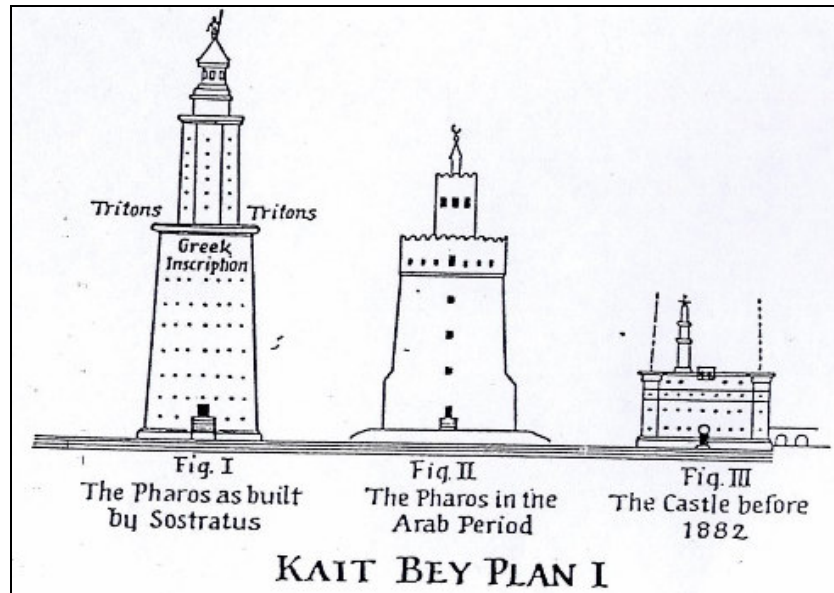 Tritons Tritons
Greek
Inscription
Fig. I
The Pharos as built
by Sostratus
Fig. II
The Pharos in the
Arab Period
Fig. III
The Castle before
1882
KAIT BEY PLAN I